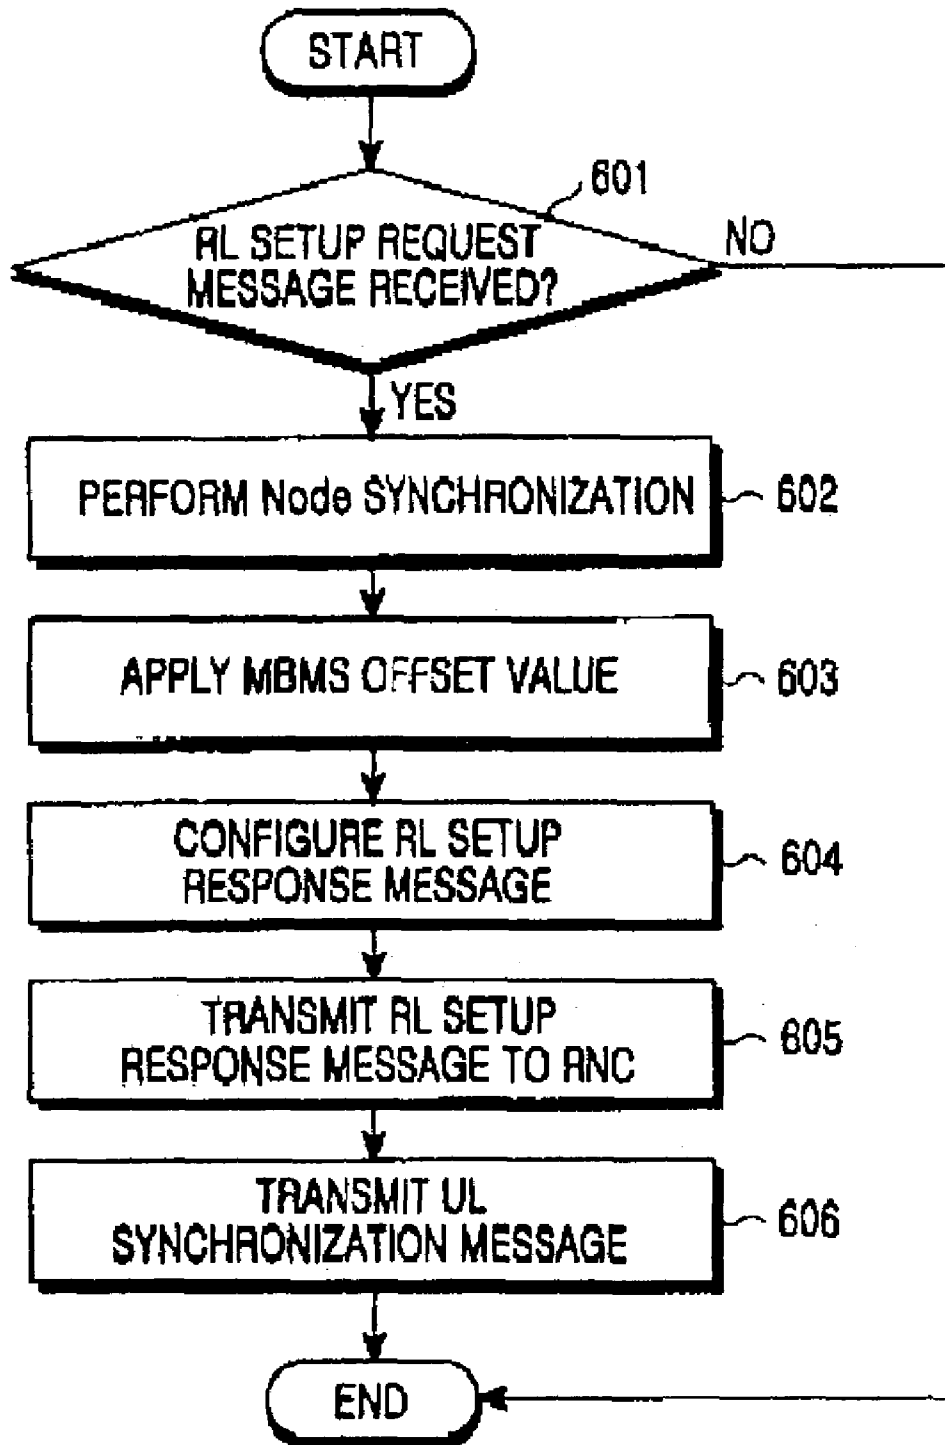 START
601
RL SETUP REQUEST
MESSAGE RECEIVED?
NO
YES
PERFORM Node SYNCHRONIZATION
602
APPLY MBMS OFFSET VALUE
603
CONFIGURE RL SETUP
RESPONSE MESSAGE
604
TRANSMIT RL SETUP
RESPONSE MESSAGE TO RNC
605
TRANSMIT UL
SYNCHRONIZATION MESSAGE
606
END